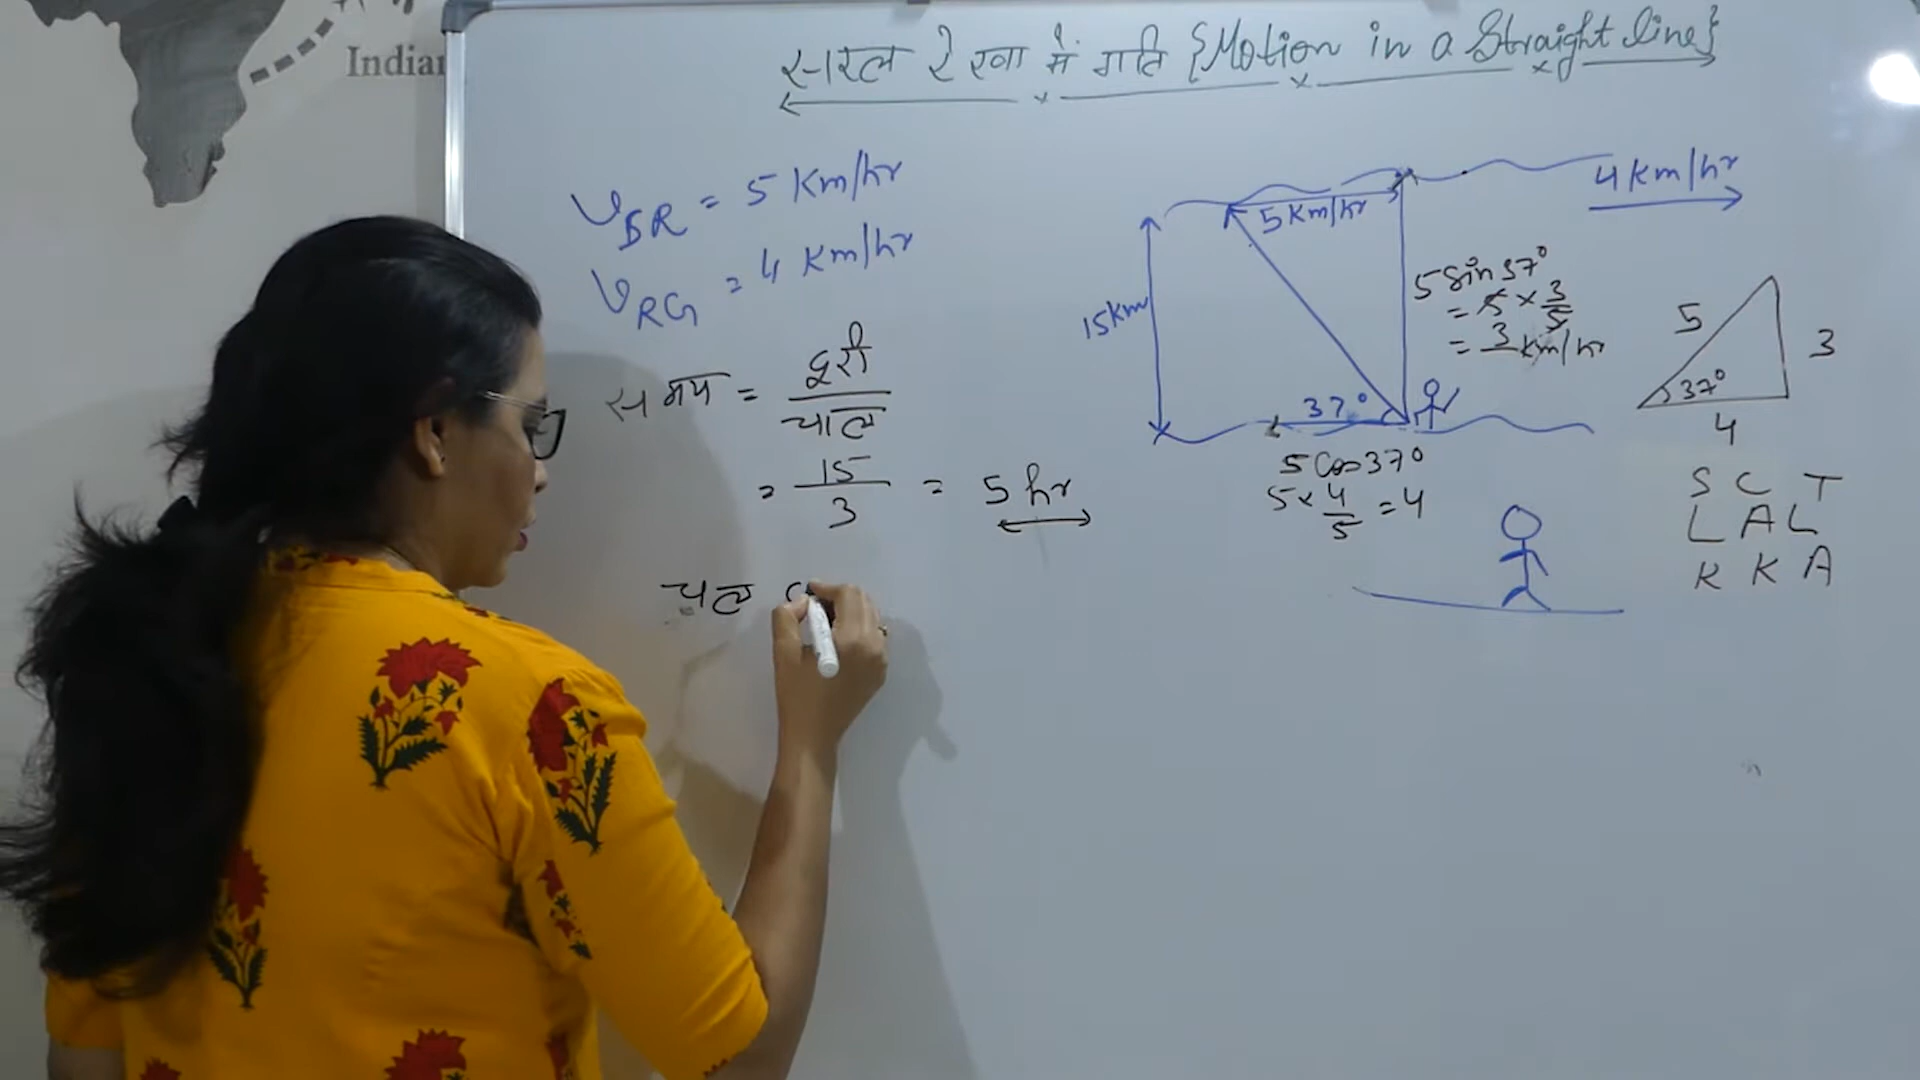 Indian
सरल रेखा में गति {Motion in a Straight line}
VBR = 5 Km/hr
VRG = 4 Km/hr
समय = दूरी / चाल
= 15 / 3 = 5 hr
चल
4 Km/hr
5 Km/hr
15 Km
37°
5 Sin 37°
= 5 × 3/5
= 3 km/hr
5 Cos 37°
5 × 4/5 = 4
5
3
37°
4
S C T
L A L
K K A